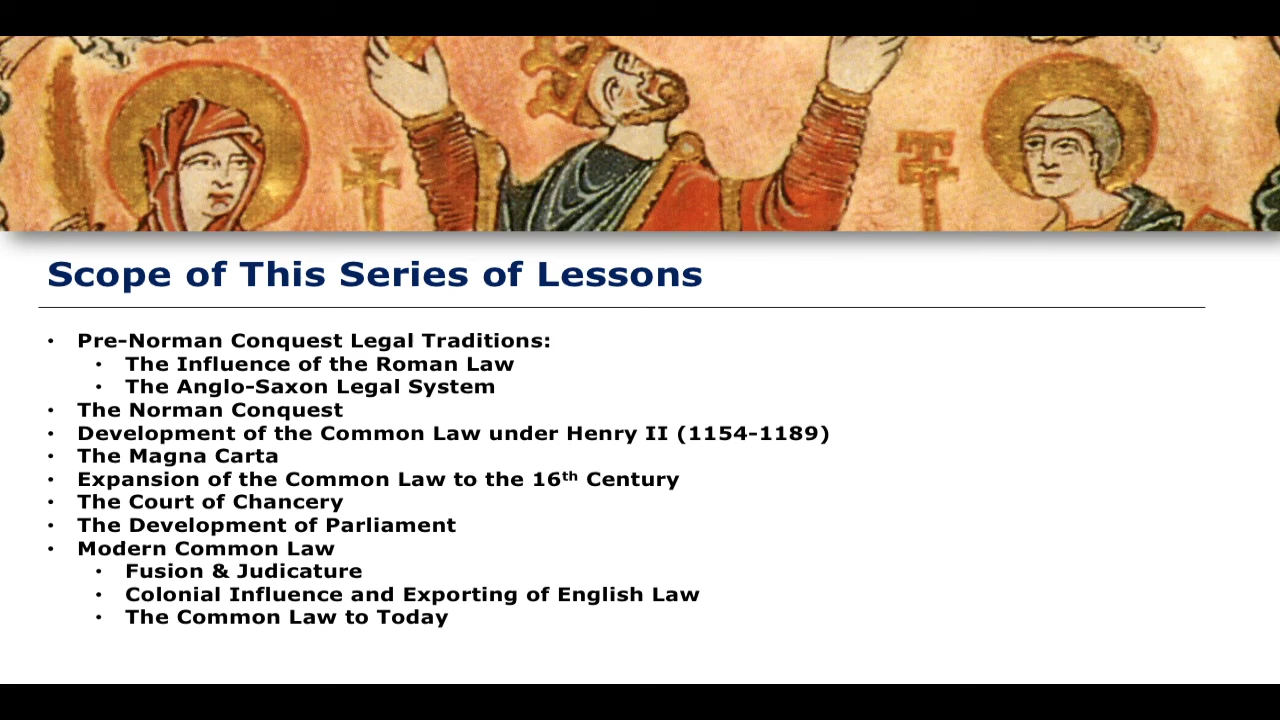 Scope of This Series of Lessons
• Pre-Norman Conquest Legal Traditions:
• The Influence of the Roman Law
• The Anglo-Saxon Legal System
• The Norman Conquest
• Development of the Common Law under Henry II (1154-1189)
• The Magna Carta
• Expansion of the Common Law to the 16th Century
• The Court of Chancery
• The Development of Parliament
• Modern Common Law
• Fusion & Judicature
• Colonial Influence and Exporting of English Law
• The Common Law to Today